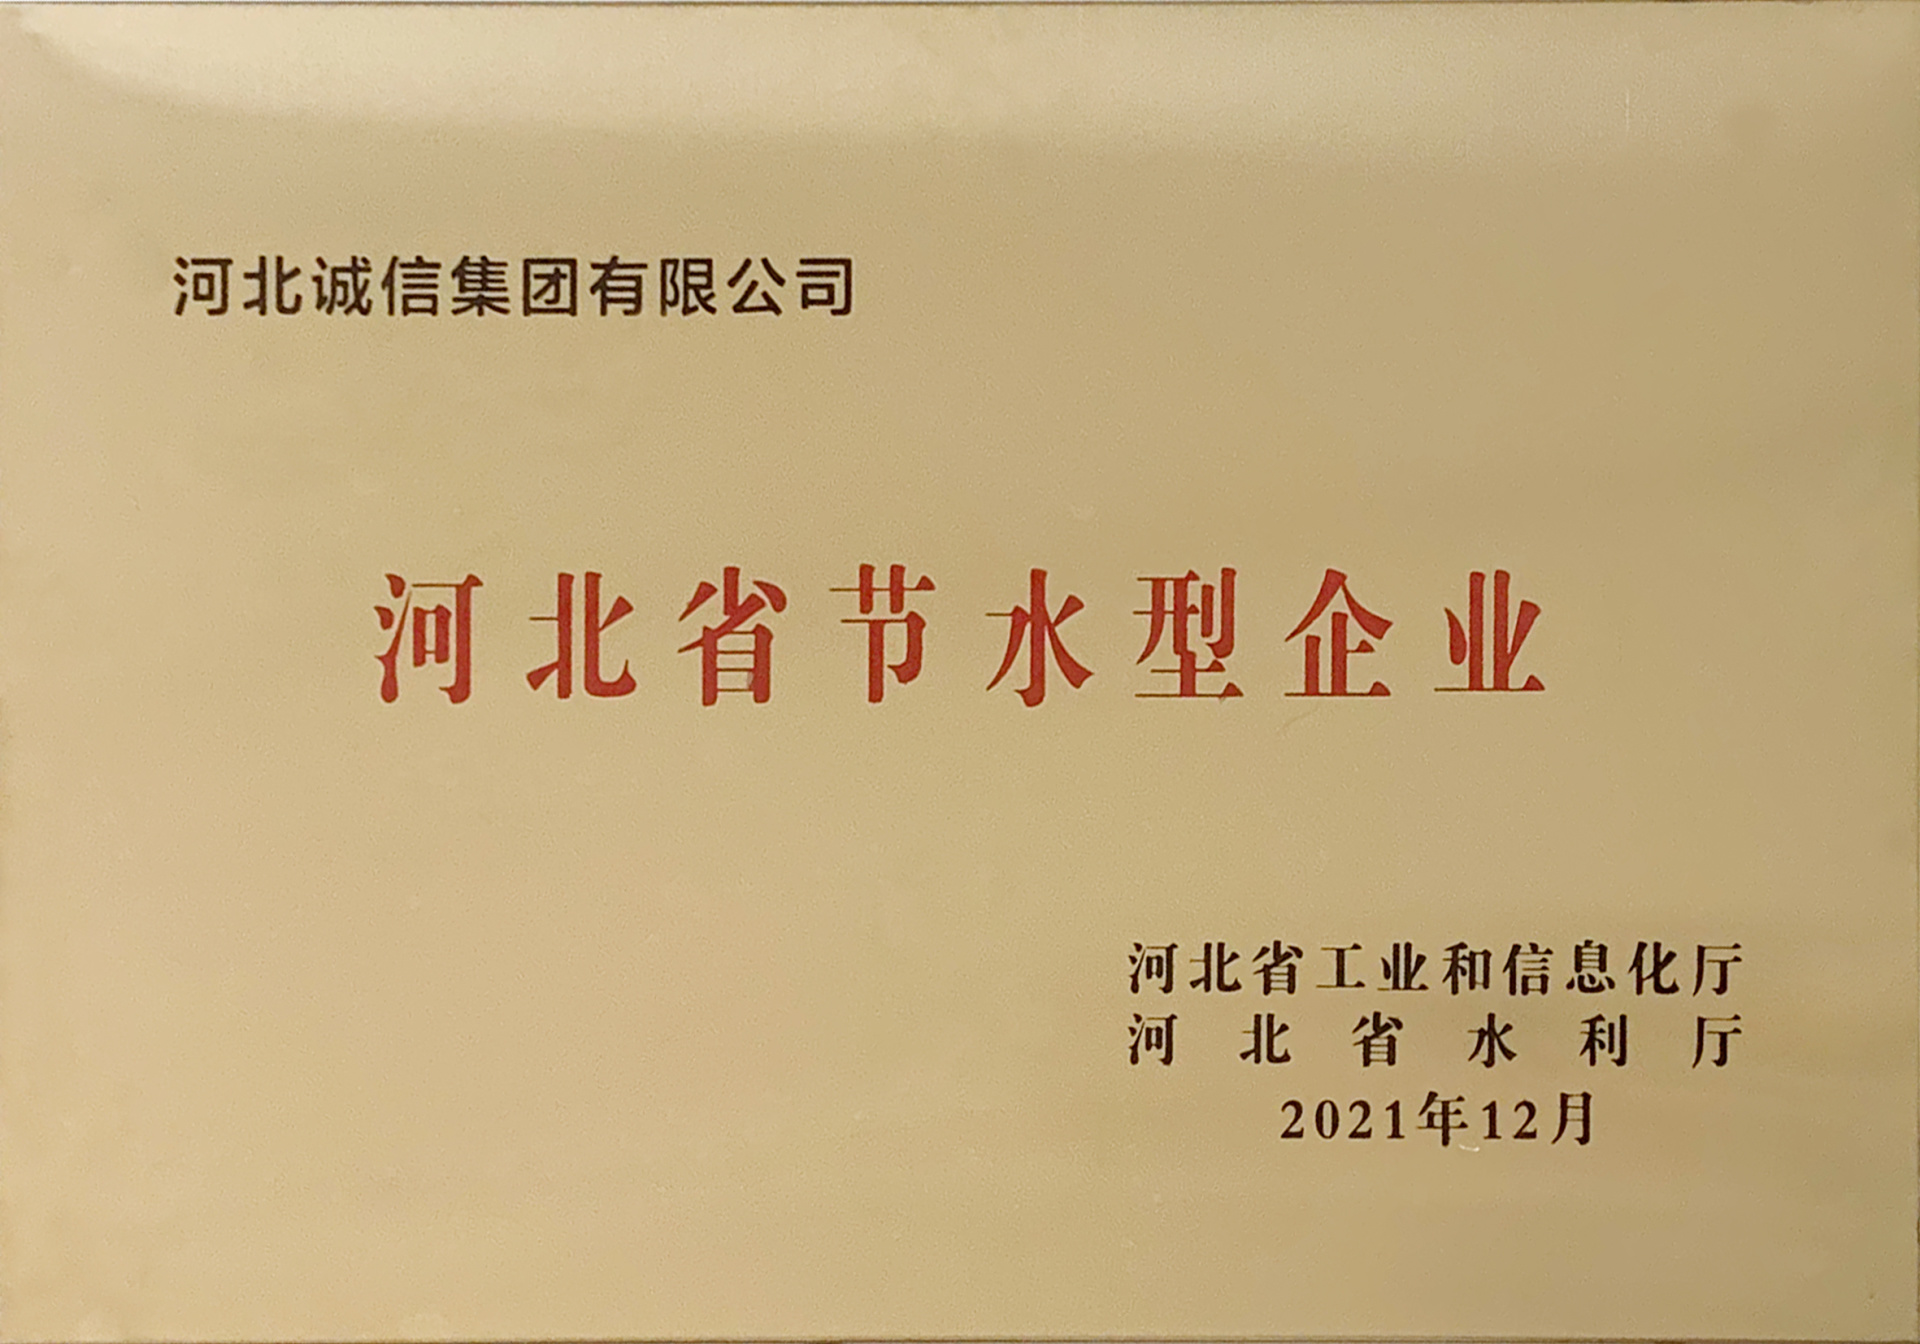 河北诚信集团有限公司
河北省节水型企业
河北省工业和信息化厅
河北省水利厅
2021年12月